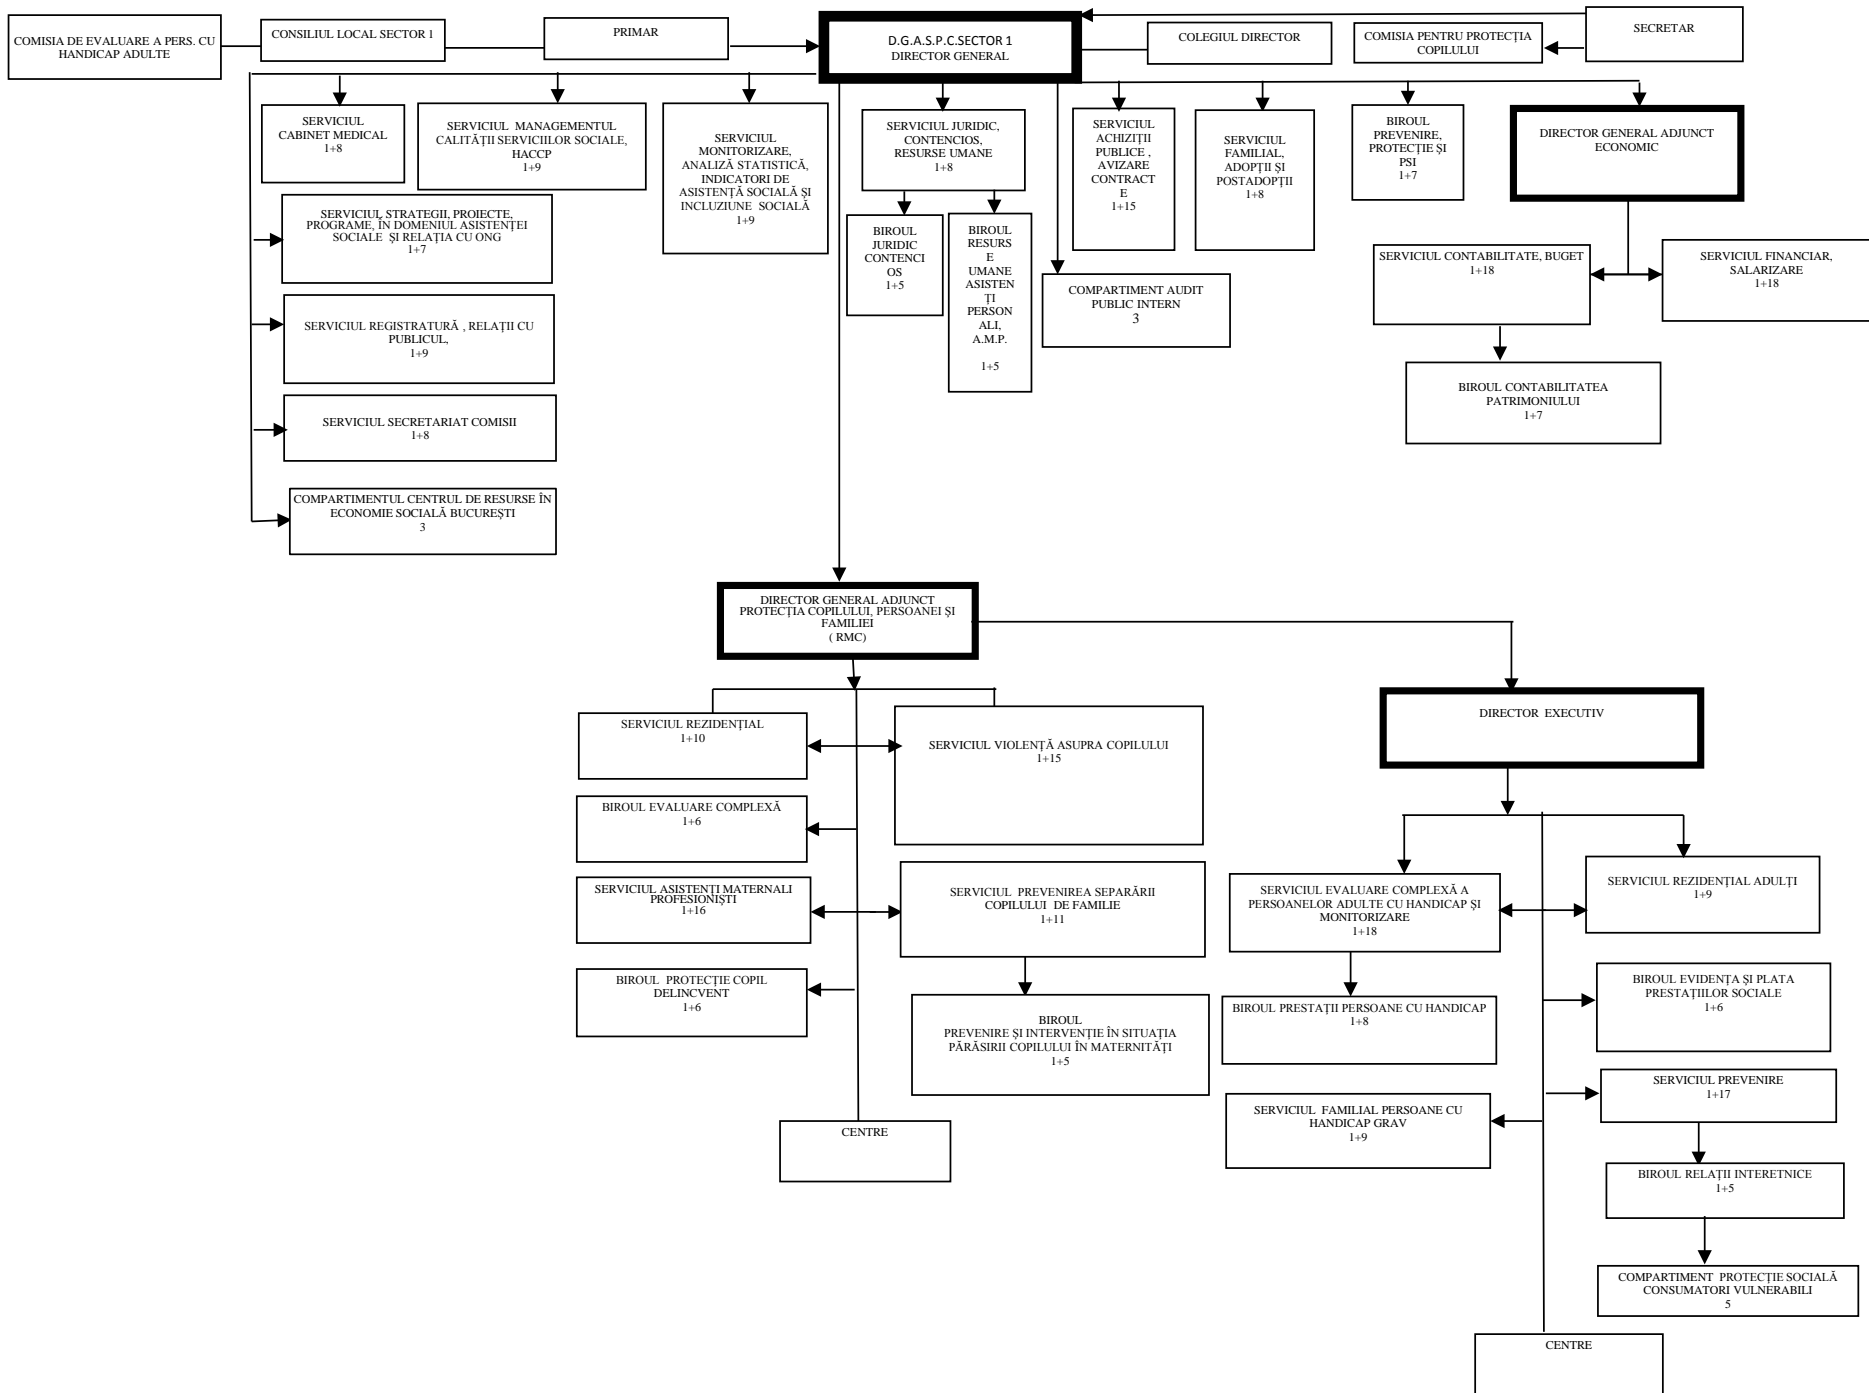 COMISIA DE EVALUARE A PERS. CU
HANDICAP ADULTE
CONSILIUL LOCAL SECTOR 1
PRIMAR
D.G.A.S.P.C.SECTOR 1
DIRECTOR GENERAL
COLEGIUL DIRECTOR
COMISIA PENTRU PROTECȚIA
COPILULUI
SECRETAR
SERVICIUL
CABINET MEDICAL
1+8
SERVICIUL MANAGEMENTUL
CALITĂȚII SERVICIILOR SOCIALE,
HACCP
1+9
SERVICIUL
MONITORIZARE,
ANALIZĂ STATISTICĂ,
INDICATORI DE
ASISTENȚĂ SOCIALĂ ȘI
INCLUZIUNE SOCIALĂ
1+9
SERVICIUL JURIDIC,
CONTENCIOS,
RESURSE UMANE
1+8
SERVICIUL
ACHIZIȚII
PUBLICE ,
AVIZARE
CONTRACT
E
1+15
SERVICIUL
FAMILIAL,
ADOPȚII ȘI
POSTADOPȚII
1+8
BIROUL
PREVENIRE,
PROTECȚIE ȘI
PSI
1+7
DIRECTOR GENERAL ADJUNCT
ECONOMIC
SERVICIUL STRATEGII, PROIECTE,
PROGRAME, ÎN DOMENIUL ASISTENȚEI
SOCIALE ȘI RELAȚIA CU ONG
1+7
BIROUL
JURIDIC
CONTENCI
OS
1+5
BIROUL
RESURS
E
UMANE
ASISTEN
ȚI
PERSON
ALI,
A.M.P.
1+5
COMPARTIMENT AUDIT
PUBLIC INTERN
3
SERVICIUL CONTABILITATE, BUGET
1+18
SERVICIUL FINANCIAR,
SALARIZARE
1+18
SERVICIUL REGISTRATURĂ , RELAȚII CU
PUBLICUL,
1+9
BIROUL CONTABILITATEA
PATRIMONIULUI
1+7
SERVICIUL SECRETARIAT COMISII
1+8
COMPARTIMENTUL CENTRUL DE RESURSE ÎN
ECONOMIE SOCIALĂ BUCUREȘTI
3
DIRECTOR GENERAL ADJUNCT
PROTECȚIA COPILULUI, PERSOANEI ȘI
FAMILIEI
( RMC)
DIRECTOR EXECUTIV
SERVICIUL REZIDENȚIAL
1+10
SERVICIUL VIOLENȚĂ ASUPRA COPILULUI
1+15
BIROUL EVALUARE COMPLEXĂ
1+6
SERVICIUL ASISTENȚI MATERNALI
PROFESIONIȘTI
1+16
SERVICIUL PREVENIREA SEPARĂRII
COPILULUI DE FAMILIE
1+11
BIROUL PROTECȚIE COPIL
DELINCVENT
1+6
BIROUL
PREVENIRE ȘI INTERVENȚIE ÎN SITUAȚIA
PĂRĂSIRII COPILULUI ÎN MATERNITĂȚI
1+5
CENTRE
SERVICIUL EVALUARE COMPLEXĂ A
PERSOANELOR ADULTE CU HANDICAP ȘI
MONITORIZARE
1+18
SERVICIUL REZIDENȚIAL ADULȚI
1+9
BIROUL PRESTAȚII PERSOANE CU HANDICAP
1+8
BIROUL EVIDENȚA ȘI PLATA
PRESTAȚIILOR SOCIALE
1+6
SERVICIUL FAMILIAL PERSOANE CU
HANDICAP GRAV
1+9
SERVICIUL PREVENIRE
1+17
BIROUL RELAȚII INTERETNICE
1+5
COMPARTIMENT PROTECȚIE SOCIALĂ
CONSUMATORI VULNERABILI
5
CENTRE